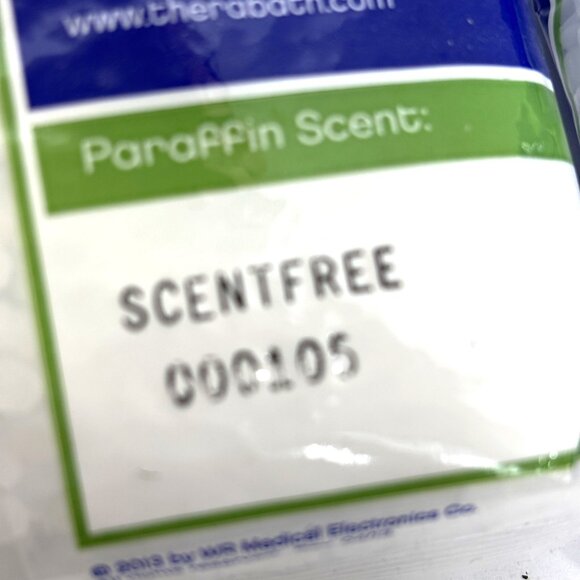 www.therabath.com
Paraffin Scent:
SCENTFREE
000105
© 2013 by WR Medical Electronics Co.